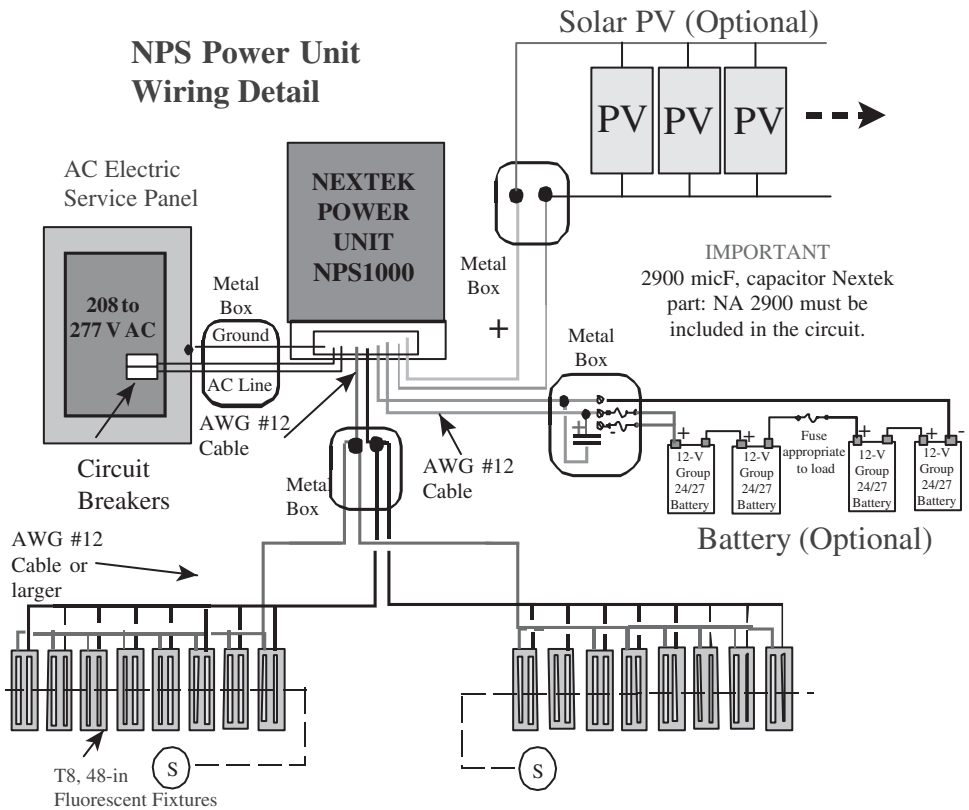 NPS Power Unit
Wiring Detail
Solar PV (Optional)
PV
PV
PV
AC Electric
Service Panel
NEXTEK
POWER
UNIT
NPS1000
208 to
277 V AC
Metal
Box
Ground
AC Line
Metal
Box
+
IMPORTANT
2900 micF, capacitor Nextek
part: NA 2900 must be
included in the circuit.
Metal
Box
+
-
AWG #12
Cable
AWG #12
Cable
Circuit
Breakers
Metal
Box
+
12-V
Group
24/27
Battery
+
12-V
Group
24/27
Battery
Fuse
appropriate
to load
+
12-V
Group
24/27
Battery
+
-
12-V
Group
24/27
Battery
Battery (Optional)
AWG #12
Cable or
larger
S
S
T8, 48-in
Fluorescent Fixtures